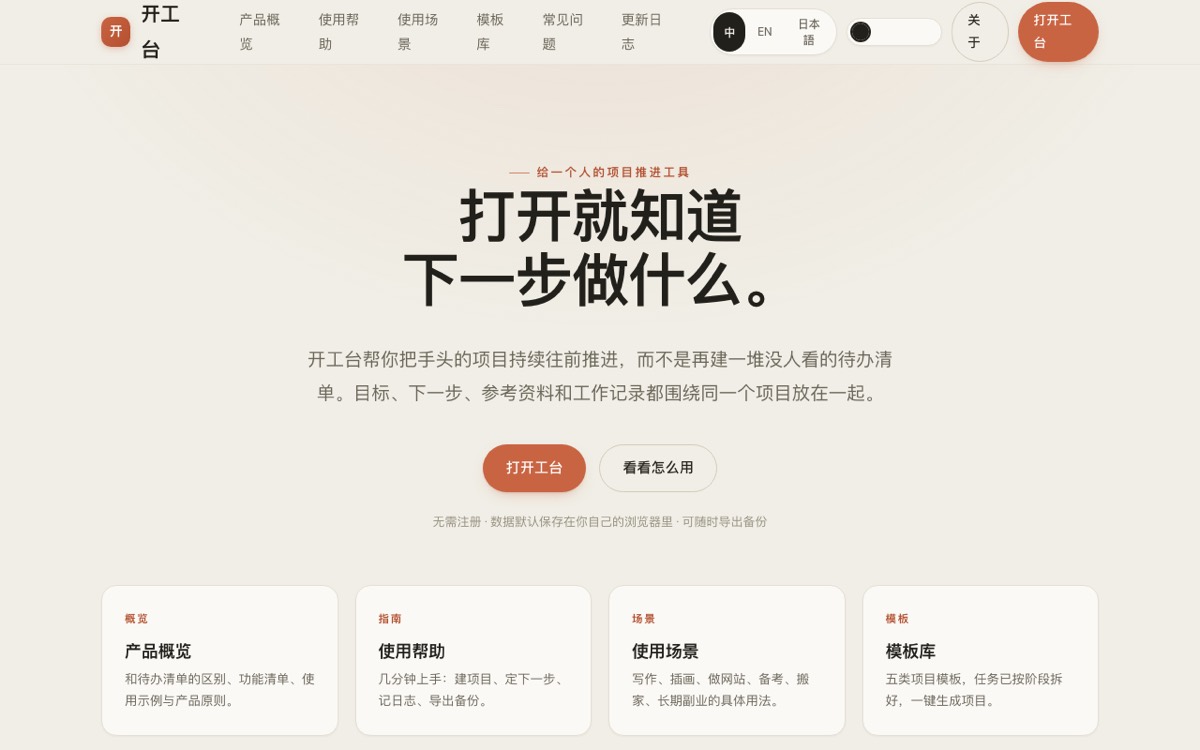 开
开工
台
产品概
览
使用帮
助
使用场
景
模板
库
常见问
题
更新日
志
中
EN
日本
語
关
于
打开工
台
给一个人的项目推进工具
打开就知道
下一步做什么。
开工台帮你把手头的项目持续往前推进，而不是再建一堆没人看的待办清
单。目标、下一步、参考资料和工作记录都围绕同一个项目放在一起。
打开工台
看看怎么用
无需注册 · 数据默认保存在你自己的浏览器里 · 可随时导出备份
概览
产品概览
和待办清单的区别、功能清单、使
用示例与产品原则。
指南
使用帮助
几分钟上手：建项目、定下一步、
记日志、导出备份。
场景
使用场景
写作、插画、做网站、备考、搬
家、长期副业的具体用法。
模板
模板库
五类项目模板，任务已按阶段拆
好，一键生成项目。